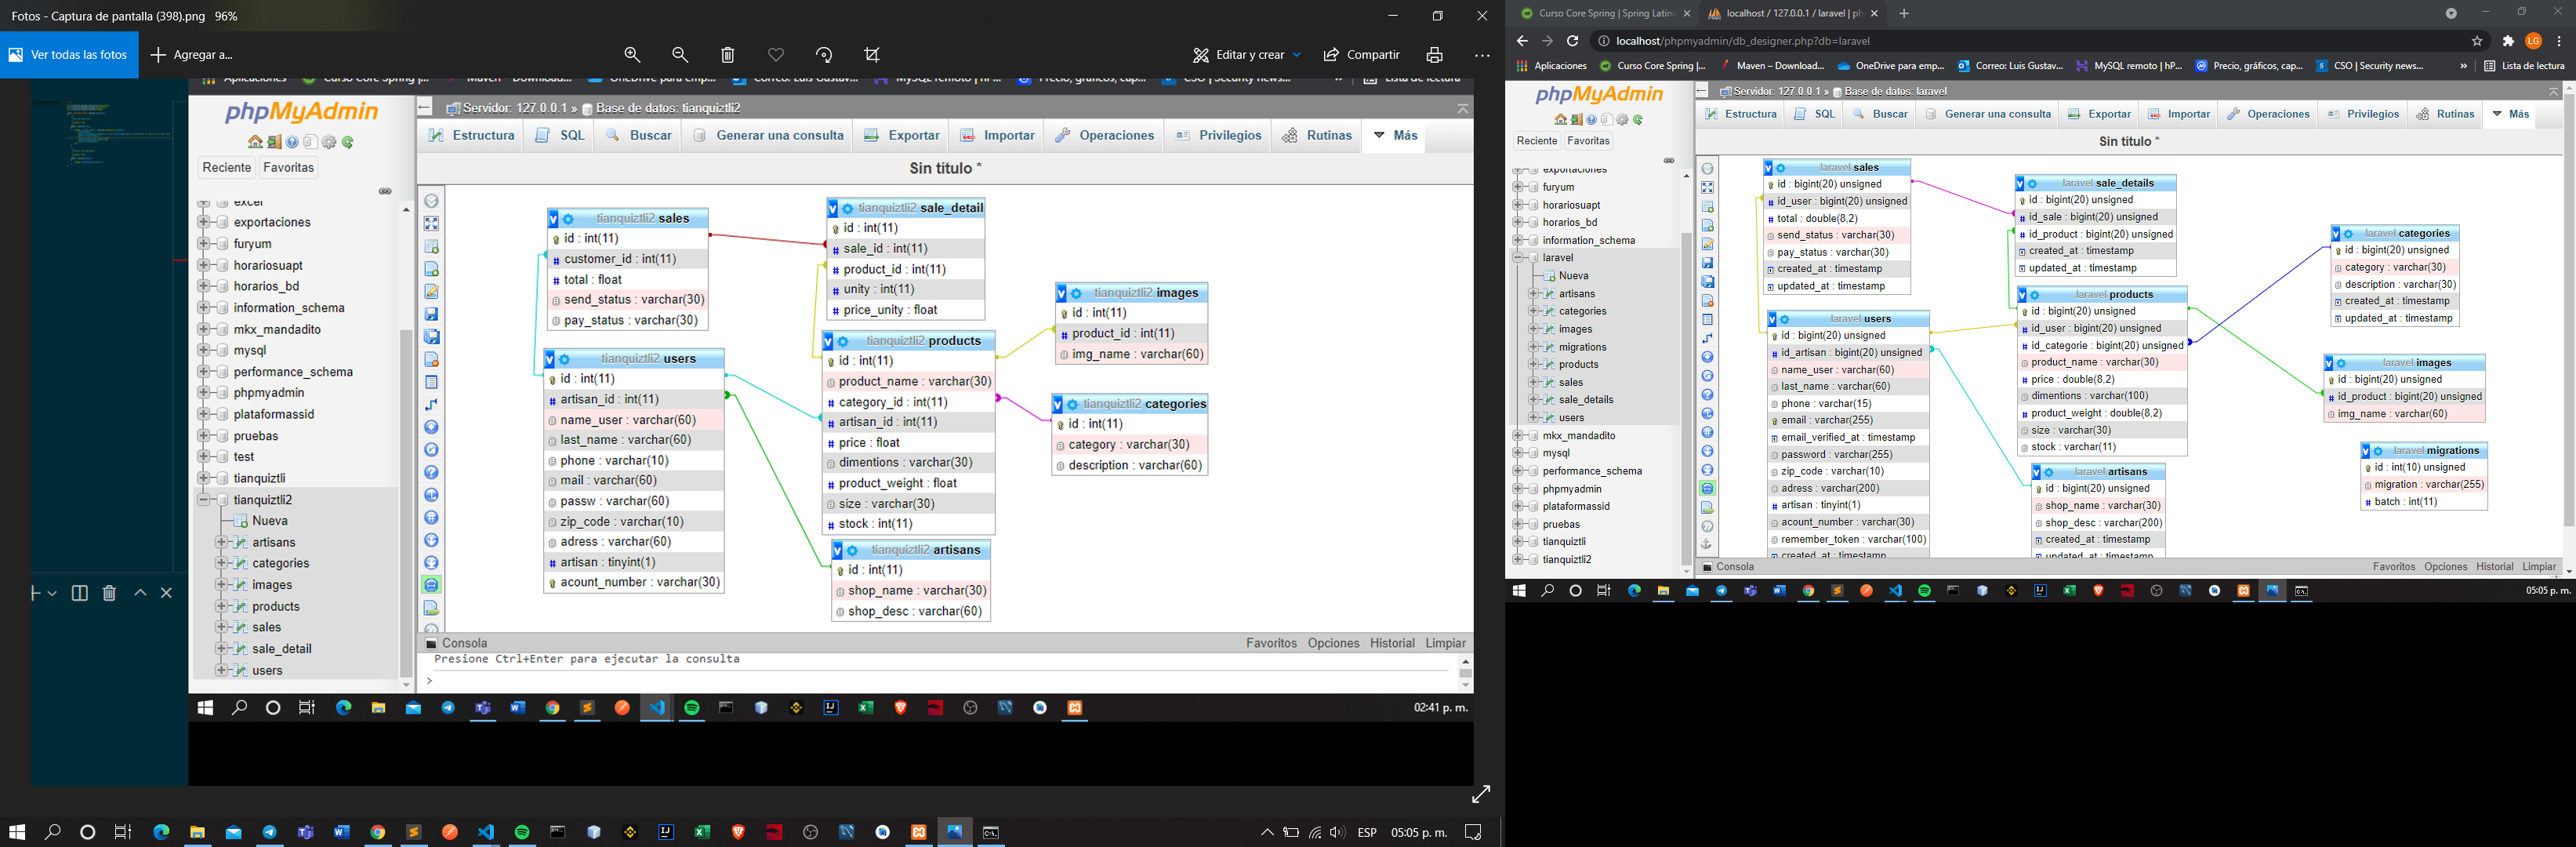 Fotos - Captura de pantalla (398).png 96%
Ver todas las fotos
Agregar a...
Editar y crear
Compartir
Aplicaciones
Lista de lectura
phpMyAdmin
Reciente
Favoritas
excel
exportaciones
furyum
horariosuapt
horarios_bd
information_schema
mkx_mandadito
mysql
performance_schema
phpmyadmin
plataformassid
pruebas
test
tianquiztli
tianquiztli2
Nueva
artisans
categories
images
products
sales
sale_detail
users
Servidor: 127.0.0.1 » Base de datos: tianquiztli2
Estructura SQL Buscar Generar una consulta Exportar Importar Operaciones Privilegios Rutinas Más
Sin título *
tianquiztli2 sales
id : int(11)
customer_id : int(11)
total : float
send_status : varchar(30)
pay_status : varchar(30)
tianquiztli2 users
id : int(11)
artisan_id : int(11)
name_user : varchar(60)
last_name : varchar(60)
phone : varchar(10)
mail : varchar(60)
passw : varchar(60)
zip_code : varchar(10)
adress : varchar(60)
artisan : tinyint(1)
acount_number : varchar(30)
tianquiztli2 sale_detail
id : int(11)
sale_id : int(11)
product_id : int(11)
unity : int(11)
price_unity : float
tianquiztli2 products
id : int(11)
product_name : varchar(30)
category_id : int(11)
artisan_id : int(11)
price : float
dimentions : varchar(30)
product_weight : float
size : varchar(30)
stock : int(11)
tianquiztli2 artisans
id : int(11)
shop_name : varchar(30)
shop_desc : varchar(60)
tianquiztli2 images
id : int(11)
product_id : int(11)
img_name : varchar(60)
tianquiztli2 categories
id : int(11)
category : varchar(30)
description : varchar(60)
Consola
Favoritos Opciones Historial Limpiar
Presione Ctrl+Enter para ejecutar la consulta
>
02:41 p. m.
ESP 05:05 p. m.
Curso Core Spring | Spring Latin
localhost / 127.0.0.1 / laravel | ph
localhost/phpmyadmin/db_designer.php?db=laravel
LG
Aplicaciones
Curso Core Spring |...
Maven – Download...
OneDrive para emp...
Correo: Luis Gustav...
MySQL remoto | hP...
Precio, gráficos, cap...
CSO | Security news...
»
Lista de lectura
phpMyAdmin
Reciente
Favoritas
exportaciones
furyum
horariosuapt
horarios_bd
information_schema
laravel
Nueva
artisans
categories
images
migrations
products
sales
sale_details
users
mkx_mandadito
mysql
performance_schema
phpmyadmin
plataformassid
pruebas
tianquiztli
tianquiztli2
Servidor: 127.0.0.1 » Base de datos: laravel
Estructura SQL Buscar Generar una consulta Exportar Importar Operaciones Privilegios Rutinas Más
Sin título *
laravel sales
id : bigint(20) unsigned
id_user : bigint(20) unsigned
total : double(8,2)
send_status : varchar(30)
pay_status : varchar(30)
created_at : timestamp
updated_at : timestamp
laravel users
id : bigint(20) unsigned
id_artisan : bigint(20) unsigned
name_user : varchar(60)
last_name : varchar(60)
phone : varchar(15)
email : varchar(255)
email_verified_at : timestamp
password : varchar(255)
zip_code : varchar(10)
adress : varchar(200)
artisan : tinyint(1)
acount_number : varchar(30)
remember_token : varchar(100)
created_at : timestamp
laravel sale_details
id : bigint(20) unsigned
id_sale : bigint(20) unsigned
id_product : bigint(20) unsigned
created_at : timestamp
updated_at : timestamp
laravel products
id : bigint(20) unsigned
id_user : bigint(20) unsigned
id_categorie : bigint(20) unsigned
product_name : varchar(30)
price : double(8,2)
dimentions : varchar(100)
product_weight : double(8,2)
size : varchar(30)
stock : varchar(11)
laravel artisans
id : bigint(20) unsigned
shop_name : varchar(30)
shop_desc : varchar(200)
created_at : timestamp
updated_at : timestamp
laravel categories
id : bigint(20) unsigned
category : varchar(30)
description : varchar(30)
created_at : timestamp
updated_at : timestamp
laravel images
id : bigint(20) unsigned
id_product : bigint(20) unsigned
img_name : varchar(60)
laravel migrations
id : int(10) unsigned
migration : varchar(255)
batch : int(11)
Consola
Favoritos Opciones Historial Limpiar
05:05 p. m.